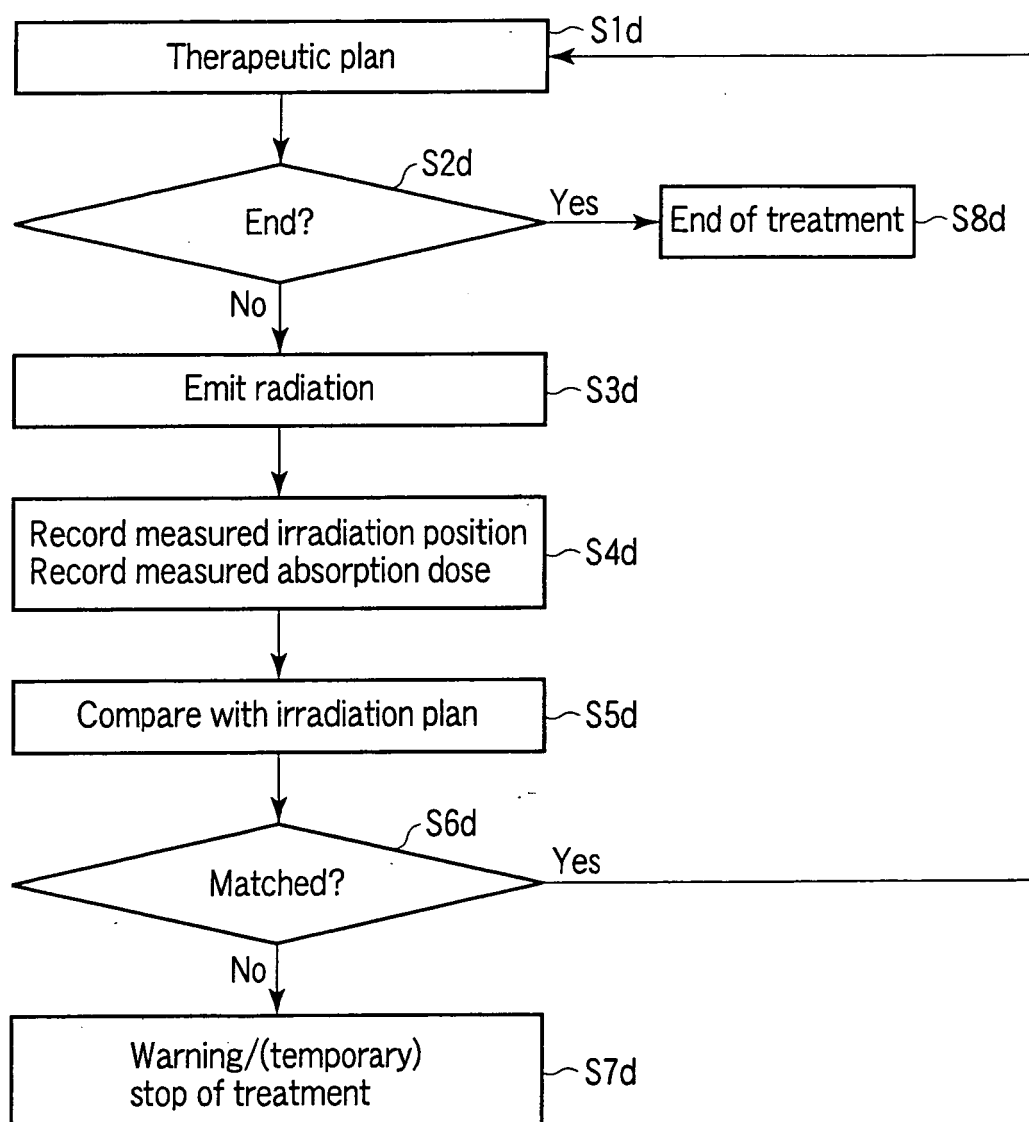 S1d
Therapeutic plan
S2d
End?
Yes
End of treatment
S8d
No
Emit radiation
S3d
Record measured irradiation position
Record measured absorption dose
S4d
Compare with irradiation plan
S5d
S6d
Matched?
Yes
No
Warning/(temporary)
stop of treatment
S7d